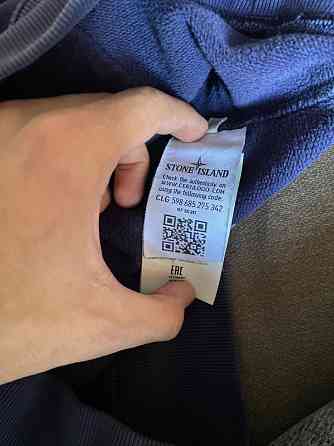 STONE ISLAND
Check the authenticity on
WWW.CERTILOGO.COM
using the following code:
CLG 598 685 275 342
EAC